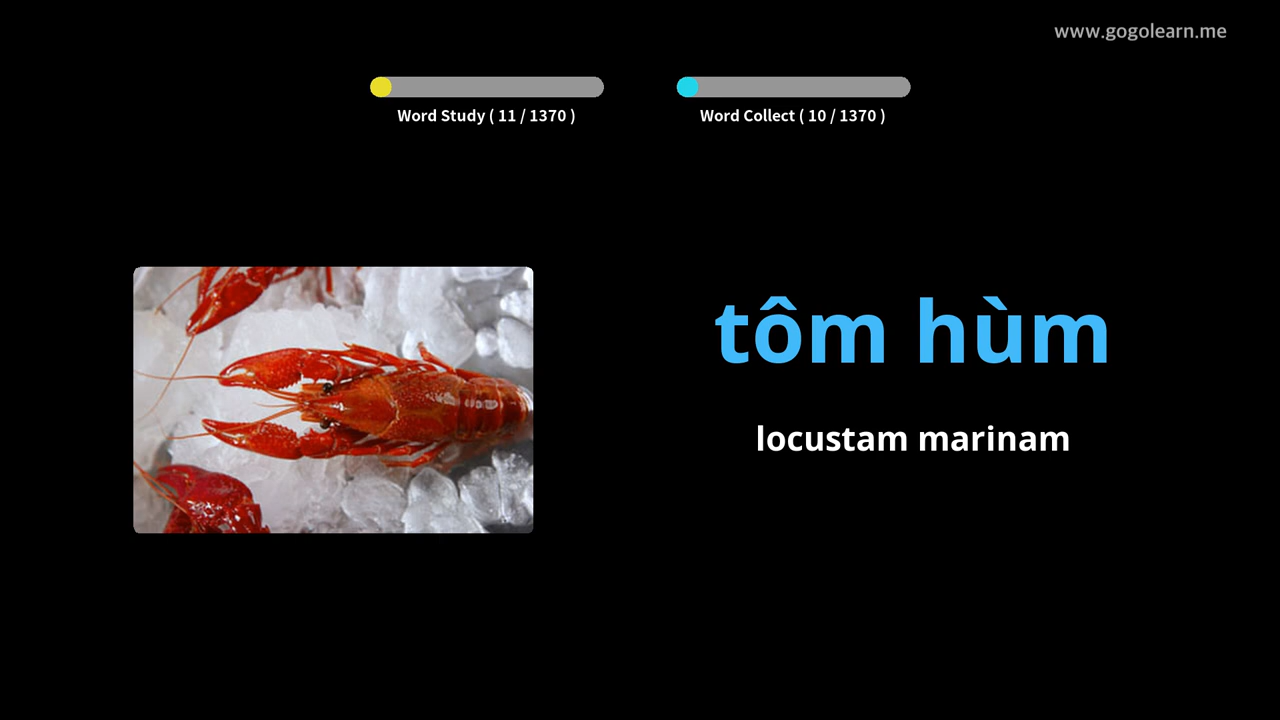 www.gogolearn.me
Word Study ( 11 / 1370 )
Word Collect ( 10 / 1370 )
tôm hùm
locustam marinam